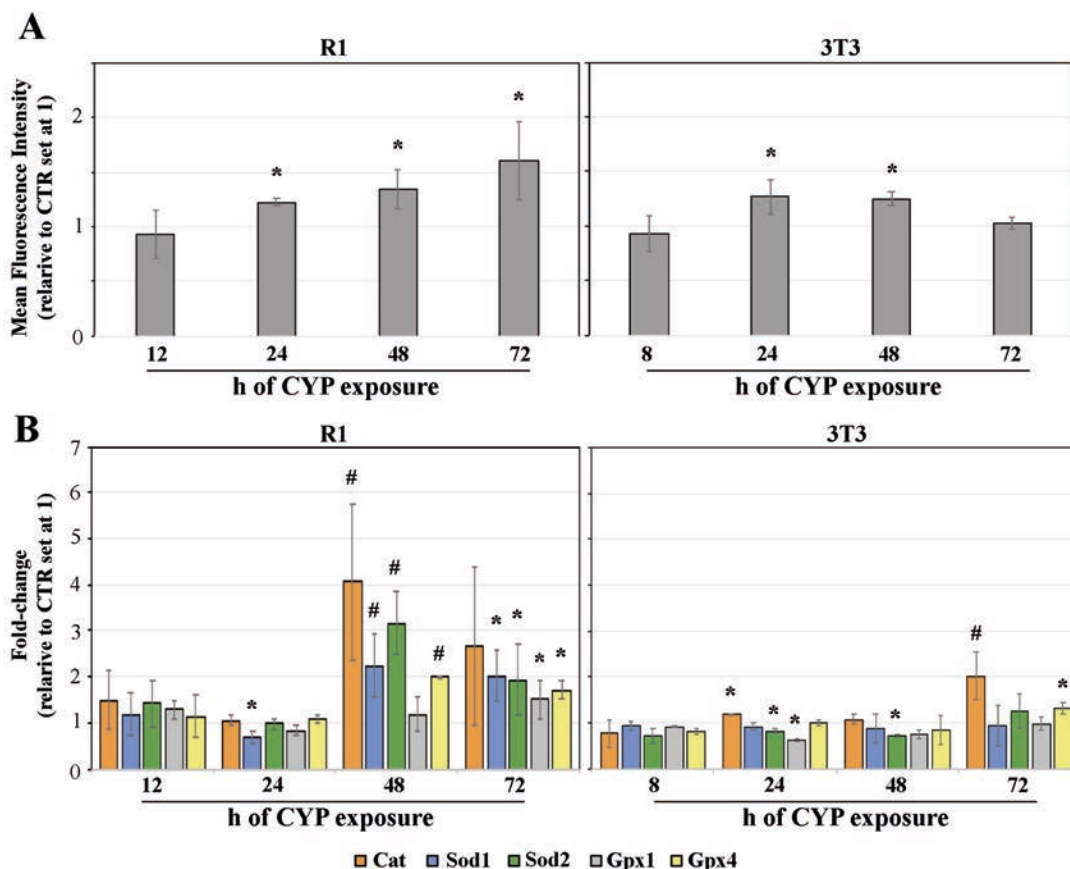 A
R1
3T3
Mean Fluorescence Intensity
(relarive to CTR set at 1)
2
1
0
*
*
*
*
*
12 24 48 72
8 24 48 72
h of CYP exposure
h of CYP exposure
B
R1
3T3
Fold-change
(relarive to CTR set at 1)
7
6
5
4
3
2
1
0
*
#
#
#
#
*
*
*
*
*
*
*
*
#
*
12 24 48 72
8 24 48 72
h of CYP exposure
h of CYP exposure
Cat Sod1 Sod2 Gpx1 Gpx4